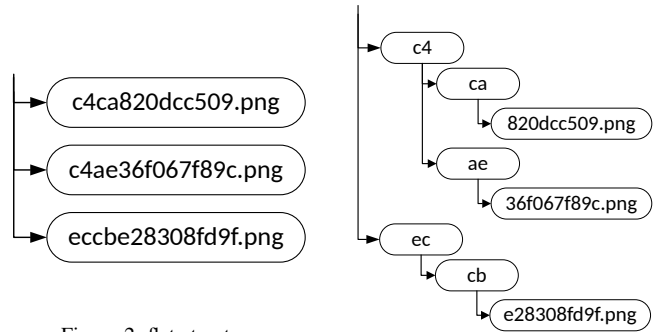 c4ca820dcc509.png
c4ae36f067f89c.png
eccbe28308fd9f.png
c4
ca
820dcc509.png
ae
36f067f89c.png
ec
cb
e28308fd9f.png